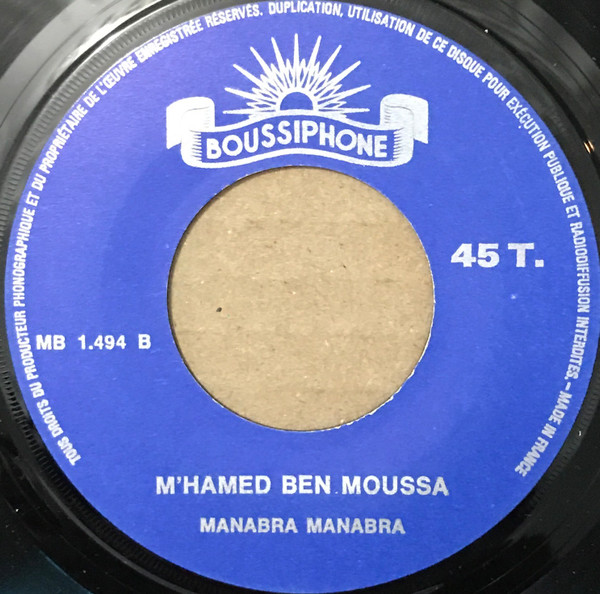 TOUS DROITS DU PRODUCTEUR PHONOGRAPHIQUE ET DU PROPRIÉTAIRE DE L'ŒUVRE ENREGISTRÉE RÉSERVÉS. DUPLICATION, UTILISATION DE CE DISQUE POUR EXÉCUTION PUBLIQUE ET RADIODIFFUSION INTERDITES. - MADE IN FRANCE
BOUSSIPHONE
45 T.
MB 1.494 B
M'HAMED BEN MOUSSA
MANABRA MANABRA